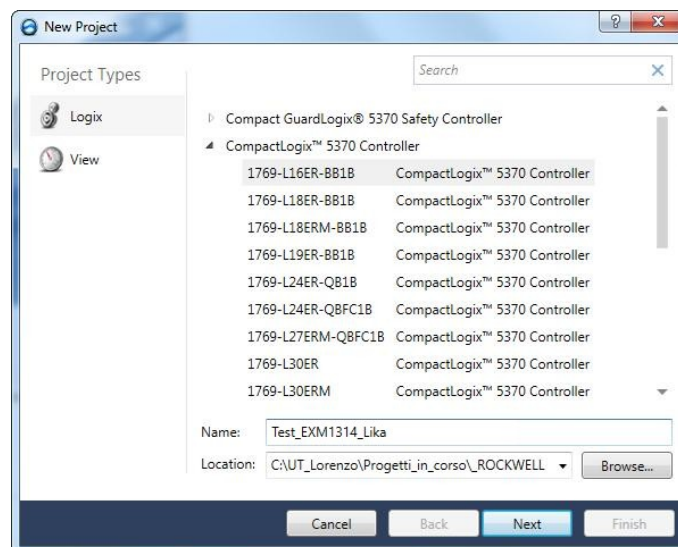 New Project
Project Types
Search
Logix
View
Compact GuardLogix® 5370 Safety Controller
CompactLogix™ 5370 Controller
1769-L16ER-BB1B CompactLogix™ 5370 Controller
1769-L18ER-BB1B CompactLogix™ 5370 Controller
1769-L18ERM-BB1B CompactLogix™ 5370 Controller
1769-L19ER-BB1B CompactLogix™ 5370 Controller
1769-L24ER-QB1B CompactLogix™ 5370 Controller
1769-L24ER-QBFC1B CompactLogix™ 5370 Controller
1769-L27ERM-QBFC1B CompactLogix™ 5370 Controller
1769-L30ER CompactLogix™ 5370 Controller
1769-L30ERM CompactLogix™ 5370 Controller
Name: Test_EXM1314_Lika
Location: C:\UT_Lorenzo\Progetti_in_corso\_ROCKWELL Browse...
Cancel Back Next Finish